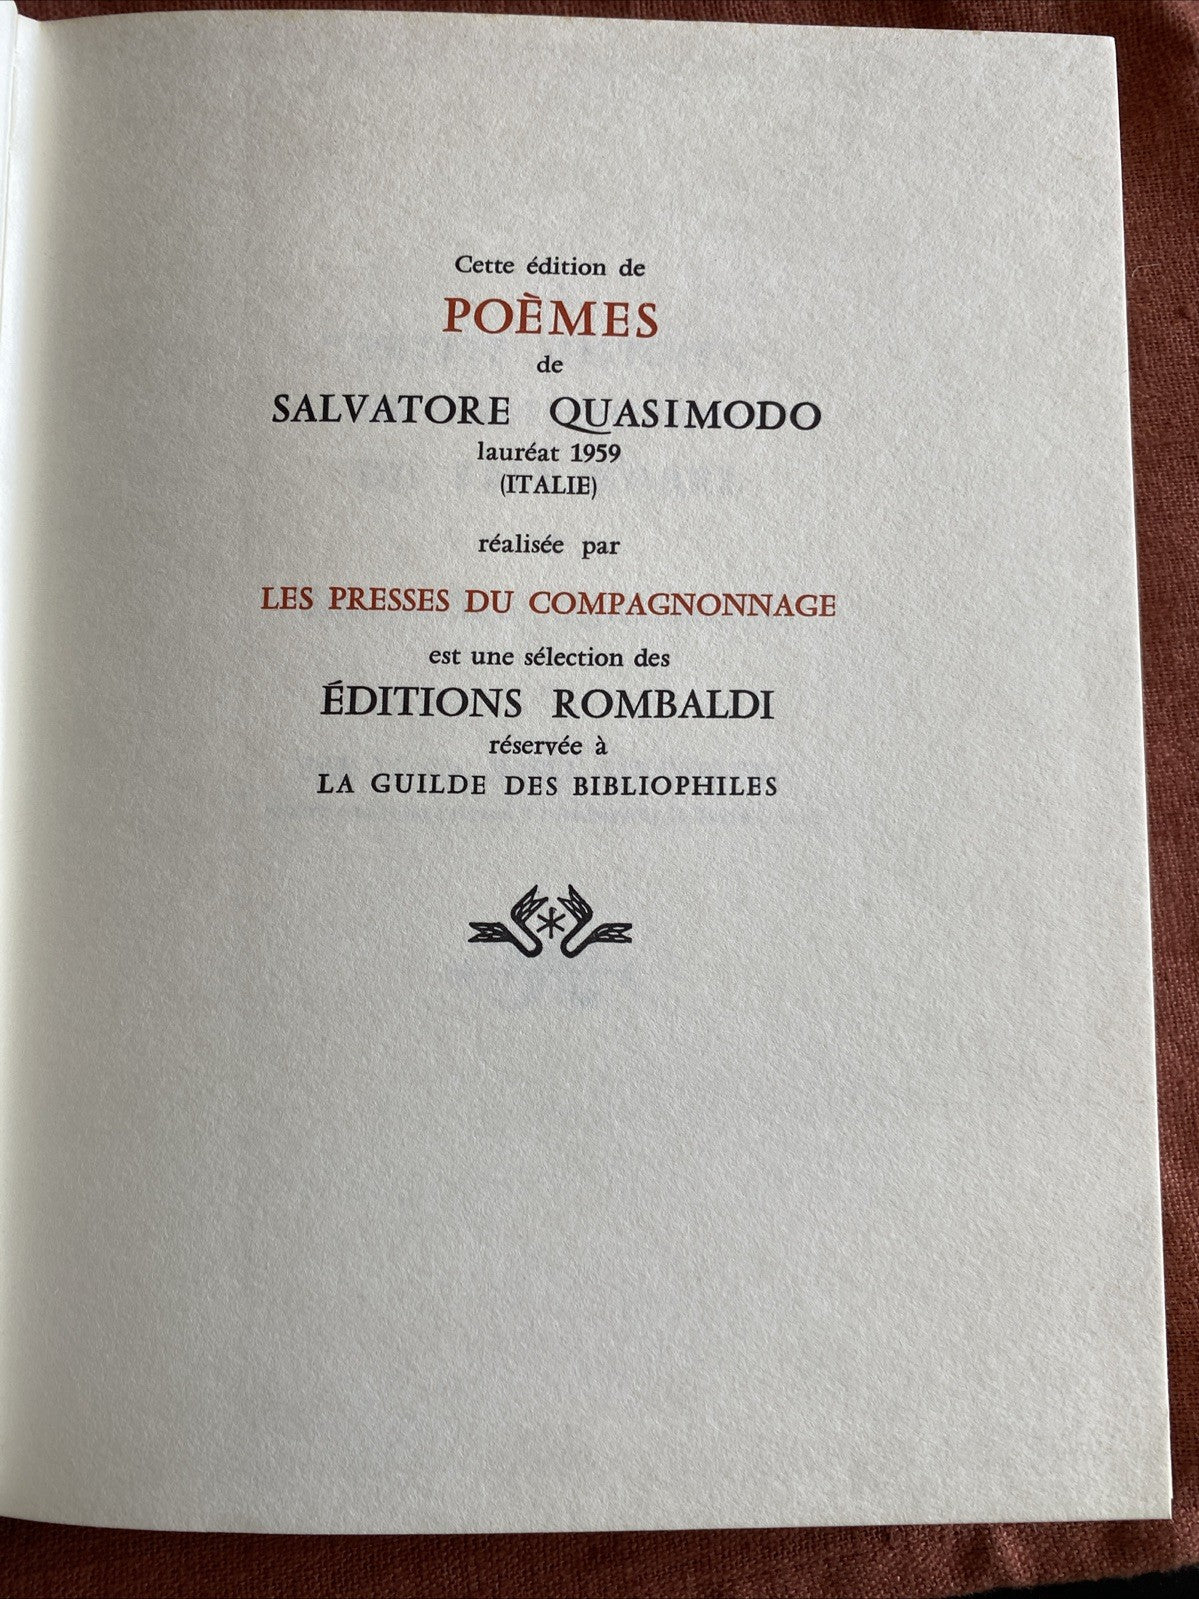 Cette édition de
POÈMES
de
SALVATORE QUASIMODO
lauréat 1959
(ITALIE)
réalisée par
LES PRESSES DU COMPAGNONNAGE
est une sélection des
ÉDITIONS ROMBALDI
réservée à
LA GUILDE DES BIBLIOPHILES